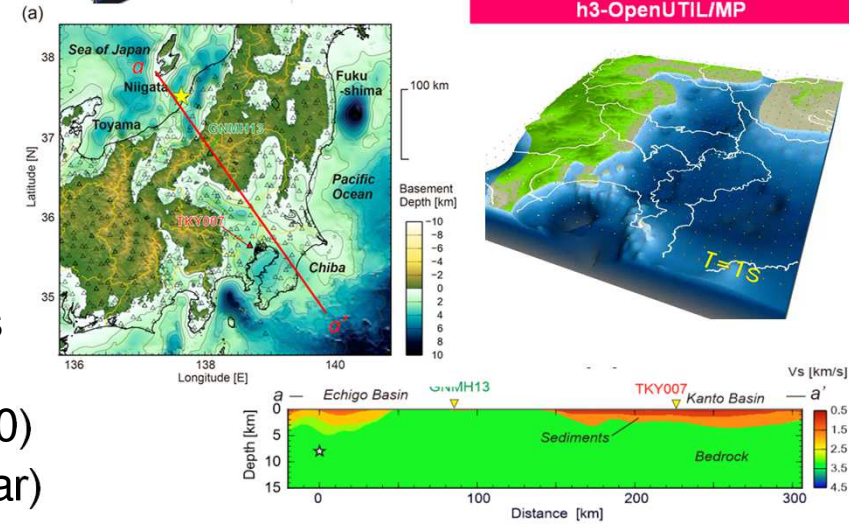 (a)
38
37
36
35
Latitude [N]
136
138
140
Longitude [E]
Sea of Japan
a
Niigata
Toyama
GNMH13
TKY007
Fuku
-shima
Pacific
Ocean
Chiba
a'
100 km
Basement
Depth [km]
-10
-8
-6
-4
-2
0
2
4
6
8
10
h3-OpenUTIL/MP
T=TS
s
0)
ar)
a
Echigo Basin
GNMH13
TKY007
Kanto Basin
a'
Vs [km/s]
0
5
10
15
Depth [km]
Sediments
Bedrock
0
100
200
300
Distance [km]
0.5
1.5
2.5
3.5
4.5